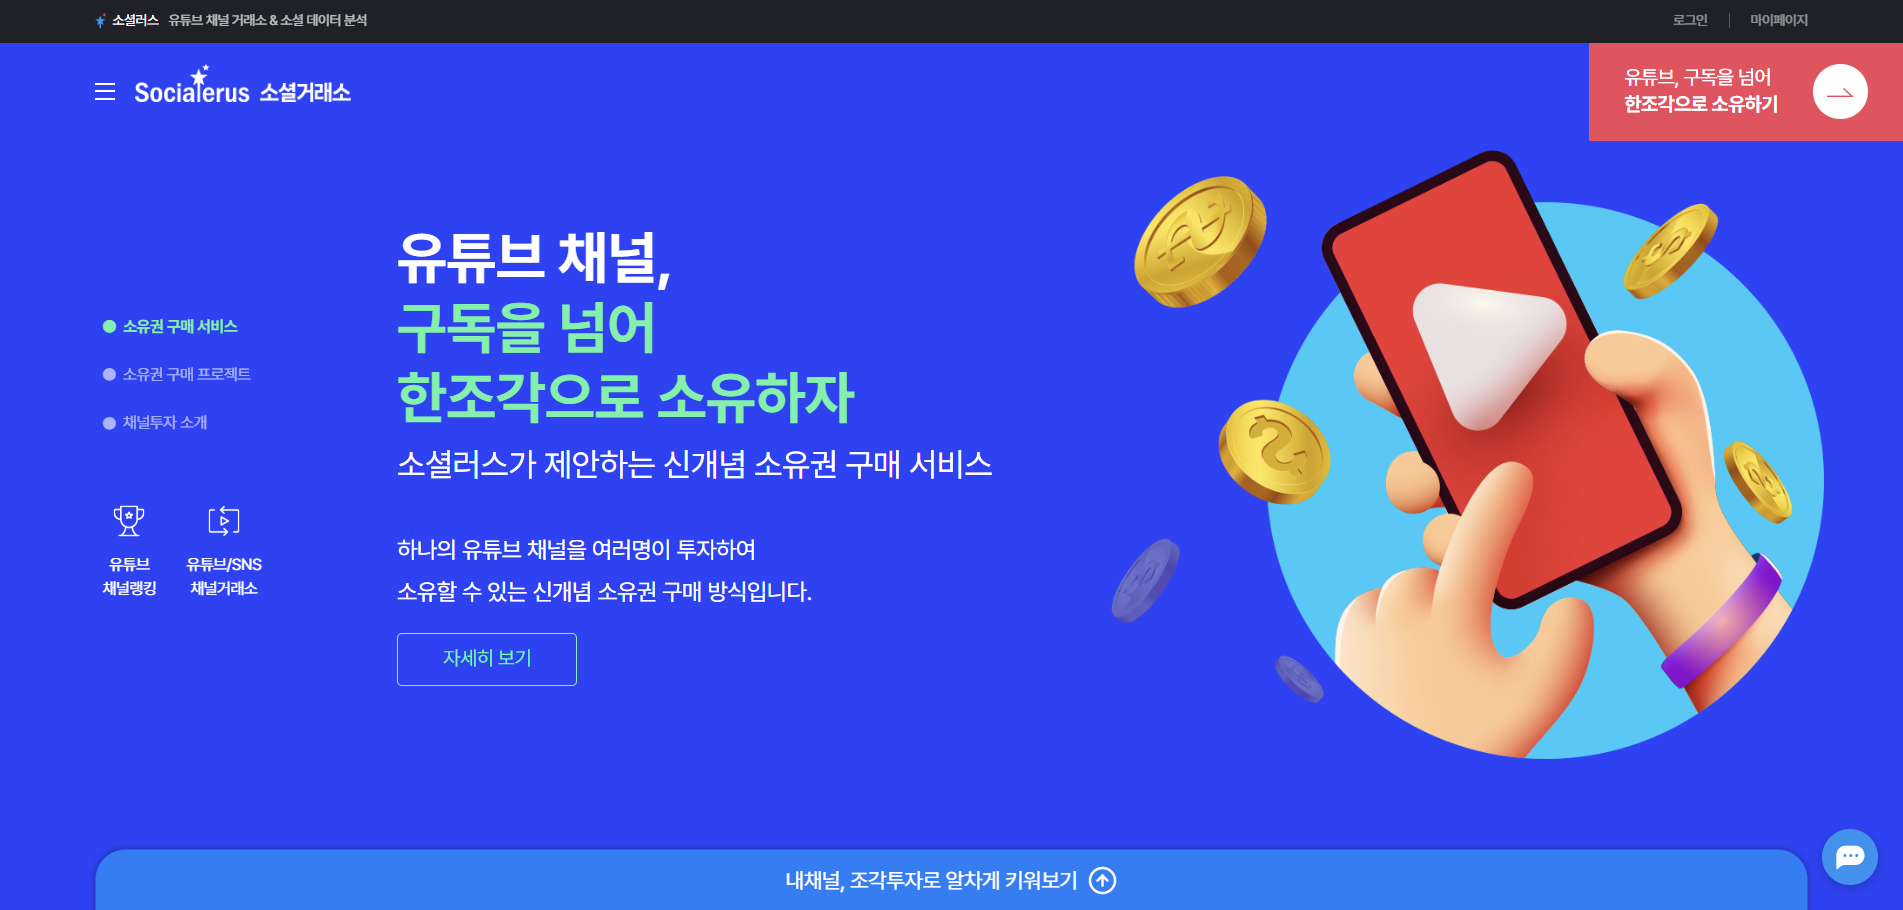 소셜러스 유튜브 채널 거래소 & 소셜 데이터 분석
로그인
마이페이지
Socialerus 소셜거래소
유튜브, 구독을 넘어
한조각으로 소유하기
유튜브 채널,
구독을 넘어
한조각으로 소유하자
소셜러스가 제안하는 신개념 소유권 구매 서비스
소유권 구매 서비스
소유권 구매 프로젝트
채널투자 소개
유튜브
채널랭킹
유튜브/SNS
채널거래소
하나의 유튜브 채널을 여러명이 투자하여
소유할 수 있는 신개념 소유권 구매 방식입니다.
자세히 보기
내채널, 조각투자로 알차게 키워보기